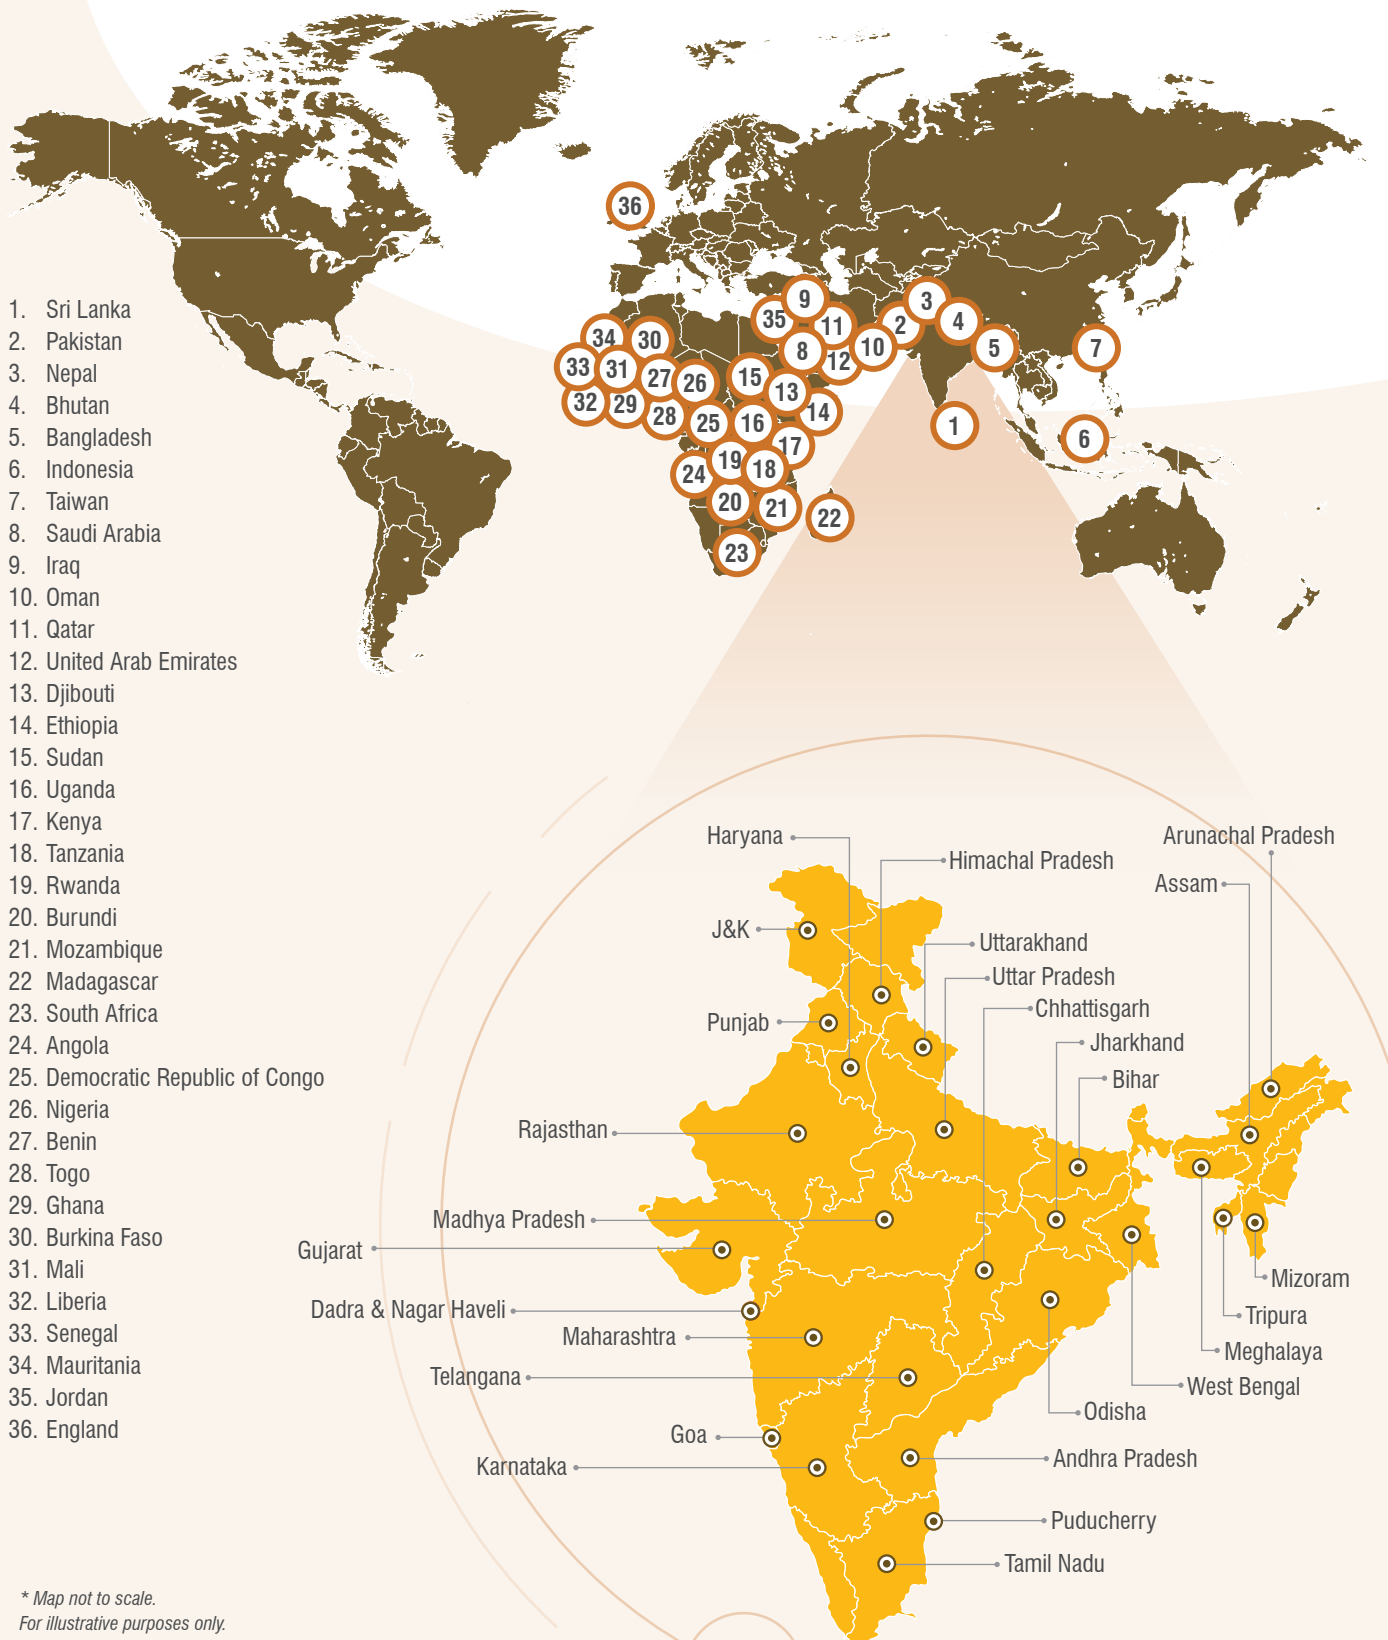 36
9
3
35
11
2
4
34
30
8
12
10
5
7
33
31
27
26
15
13
32
29
28
25
16
14
1
17
6
24
19
18
20
21
22
23
1. Sri Lanka
2. Pakistan
3. Nepal
4. Bhutan
5. Bangladesh
6. Indonesia
7. Taiwan
8. Saudi Arabia
9. Iraq
10. Oman
11. Qatar
12. United Arab Emirates
13. Djibouti
14. Ethiopia
15. Sudan
16. Uganda
17. Kenya
18. Tanzania
19. Rwanda
20. Burundi
21. Mozambique
22 Madagascar
23. South Africa
24. Angola
25. Democratic Republic of Congo
26. Nigeria
27. Benin
28. Togo
29. Ghana
30. Burkina Faso
31. Mali
32. Liberia
33. Senegal
34. Mauritania
35. Jordan
36. England
Haryana
Arunachal Pradesh
Himachal Pradesh
Assam
J&K
Uttarakhand
Uttar Pradesh
Chhattisgarh
Punjab
Jharkhand
Bihar
Rajasthan
Madhya Pradesh
Gujarat
Mizoram
Dadra & Nagar Haveli
Tripura
Maharashtra
Meghalaya
Telangana
West Bengal
Odisha
Goa
Andhra Pradesh
Karnataka
Puducherry
Tamil Nadu
* Map not to scale.
For illustrative purposes only.